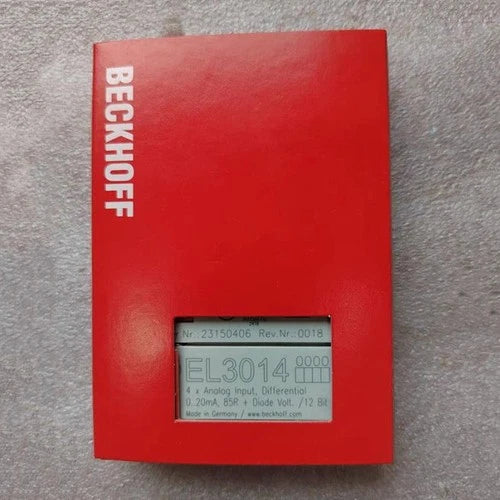 BECKHOFF
Nr.: 23150406 Rev.Nr.: 0018
EL3014
4 x Analog Input, Differential
0..20mA, 85R + Diode Volt. /12 Bit
Made in Germany / www.beckhoff.com